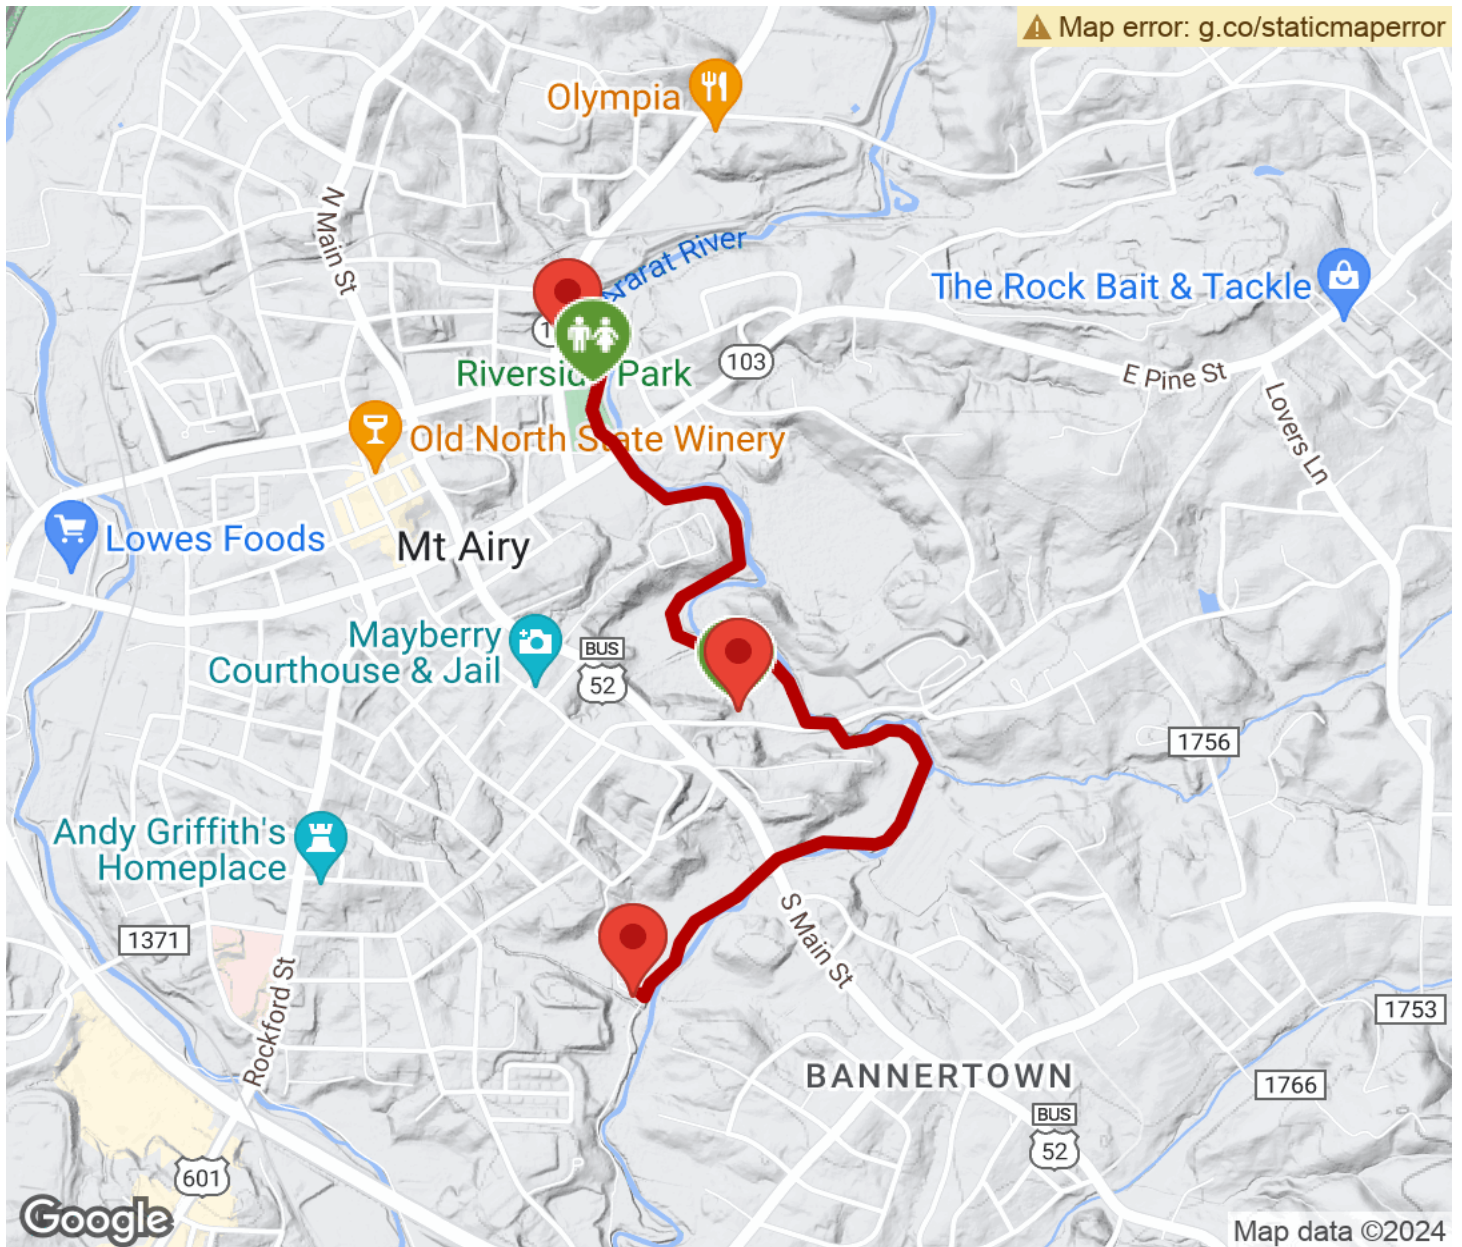 Map error: g.co/staticmaperror
Olympia
N Main St
Ararat River
The Rock Bait & Tackle
103
Riverside Park
E Pine St
Lovers Ln
Old North State Winery
Lowes Foods
Mt Airy
Mayberry
Courthouse & Jail
BUS
52
1756
Andy Griffith's
Homeplace
S Main St
1371
Rockford St
1753
BANNERTOWN
1766
BUS
52
601
P
Google
Map data ©2024